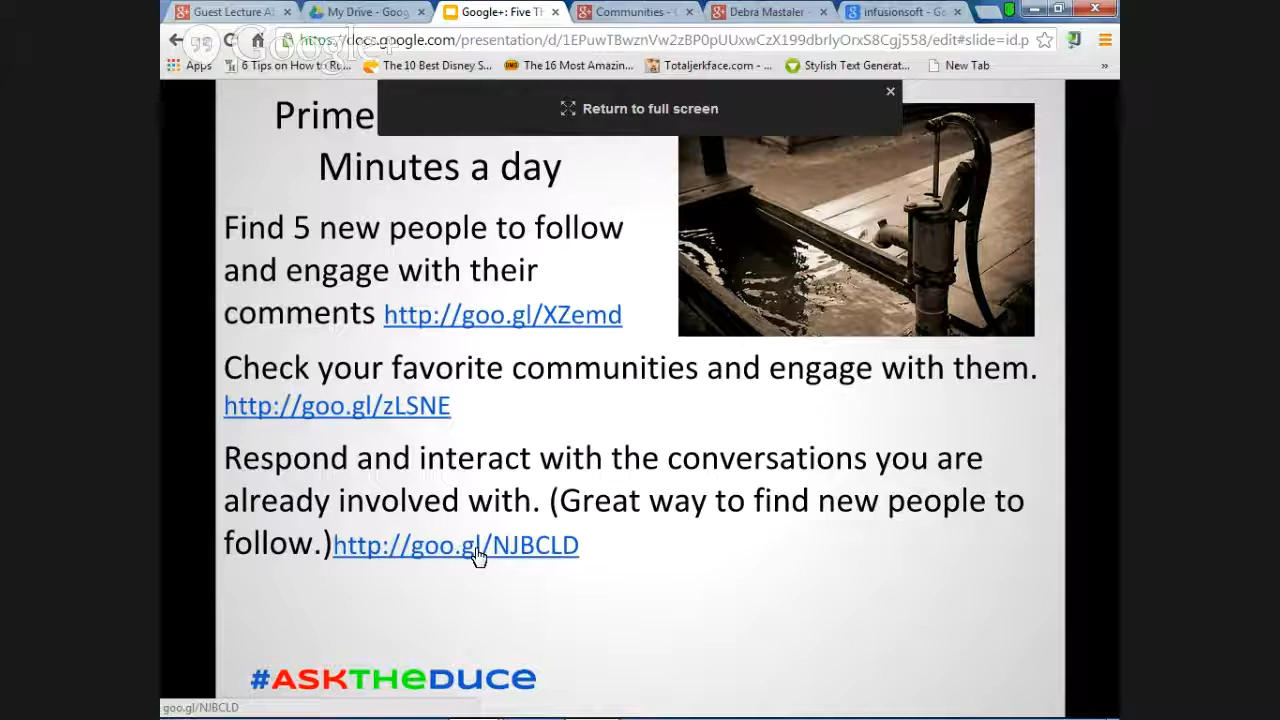 Guest Lecture A
My Drive - Goog
Google+: Five Th
Communities - G
Debra Mastaler -
infusionsoft - Go
https://docs.google.com/presentation/d/1EPuwTBwznVw2zBP0pUUxwCzX199dbrIyOrxS8Cgj558/edit#slide=id.p
Apps
6 Tips on How to Ru...
The 10 Best Disney S...
The 16 Most Amazin...
Totaljerkface.com - ...
Stylish Text Generat...
New Tab
»
Google+
Return to full screen
Prime
Minutes a day
Find 5 new people to follow
and engage with their
comments http://goo.gl/XZemd
Check your favorite communities and engage with them.
http://goo.gl/zLSNE
Respond and interact with the conversations you are
already involved with. (Great way to find new people to
follow.)http://goo.gl/NJBCLD
#ASKTHeDUCE
goo.gl/NJBCLD